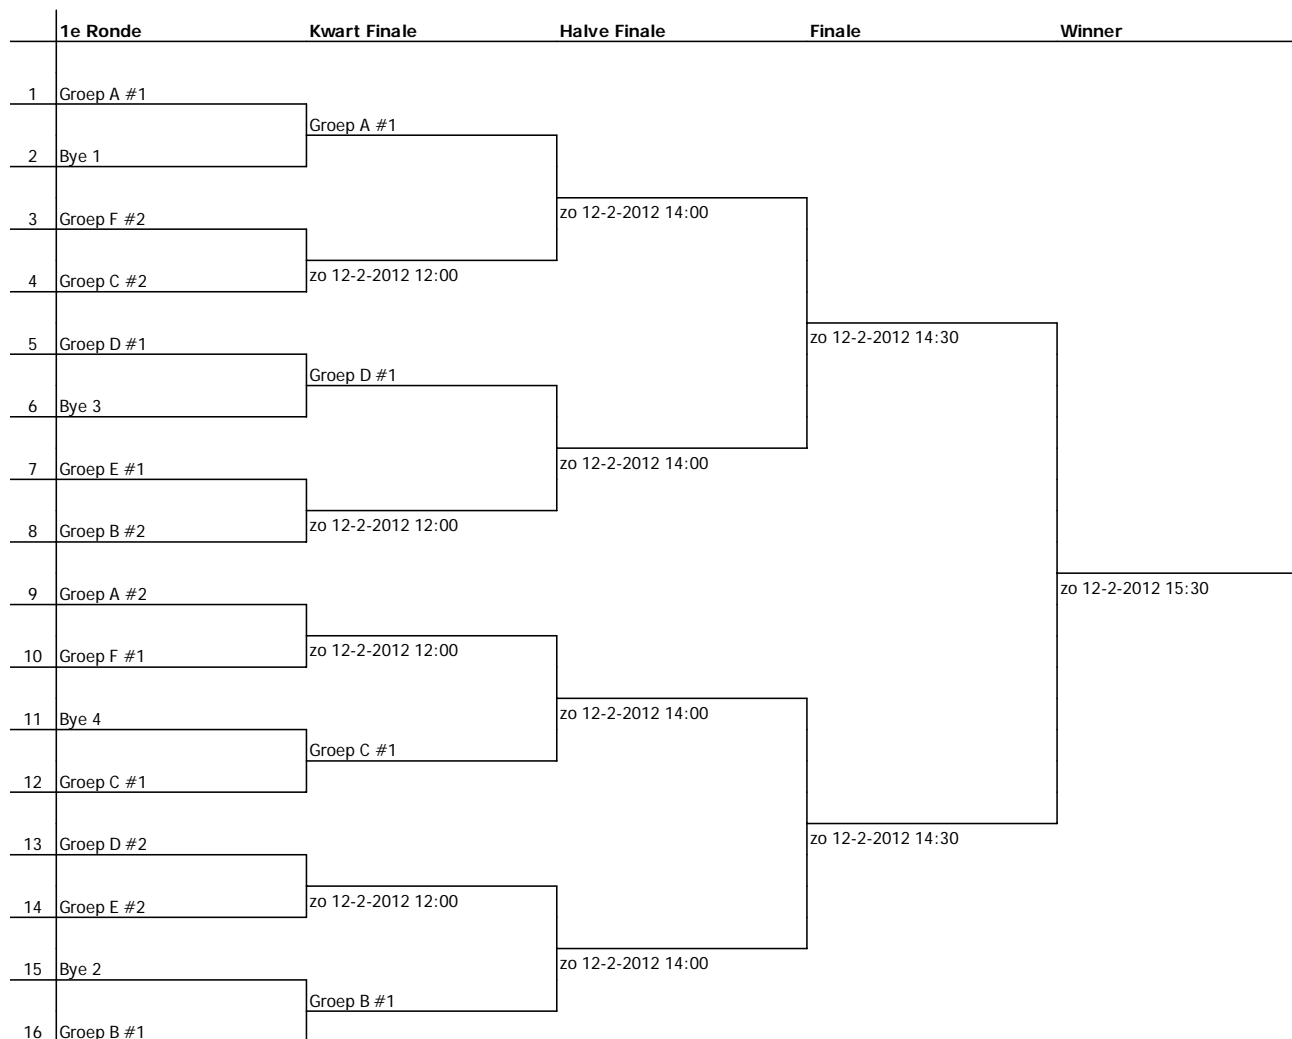 1e Ronde Kwart Finale Halve Finale Finale Winner
1 Groep A #1
Groep A #1
2 Bye 1
zo 12-2-2012 14:00
3 Groep F #2
zo 12-2-2012 12:00
4 Groep C #2
zo 12-2-2012 14:30
5 Groep D #1
Groep D #1
6 Bye 3
zo 12-2-2012 14:00
7 Groep E #1
zo 12-2-2012 12:00
8 Groep B #2
zo 12-2-2012 15:30
9 Groep A #2
zo 12-2-2012 12:00
10 Groep F #1
zo 12-2-2012 14:00
11 Bye 4
Groep C #1
12 Groep C #1
zo 12-2-2012 14:30
13 Groep D #2
zo 12-2-2012 12:00
14 Groep E #2
zo 12-2-2012 14:00
15 Bye 2
Groep B #1
16 Groep B #1